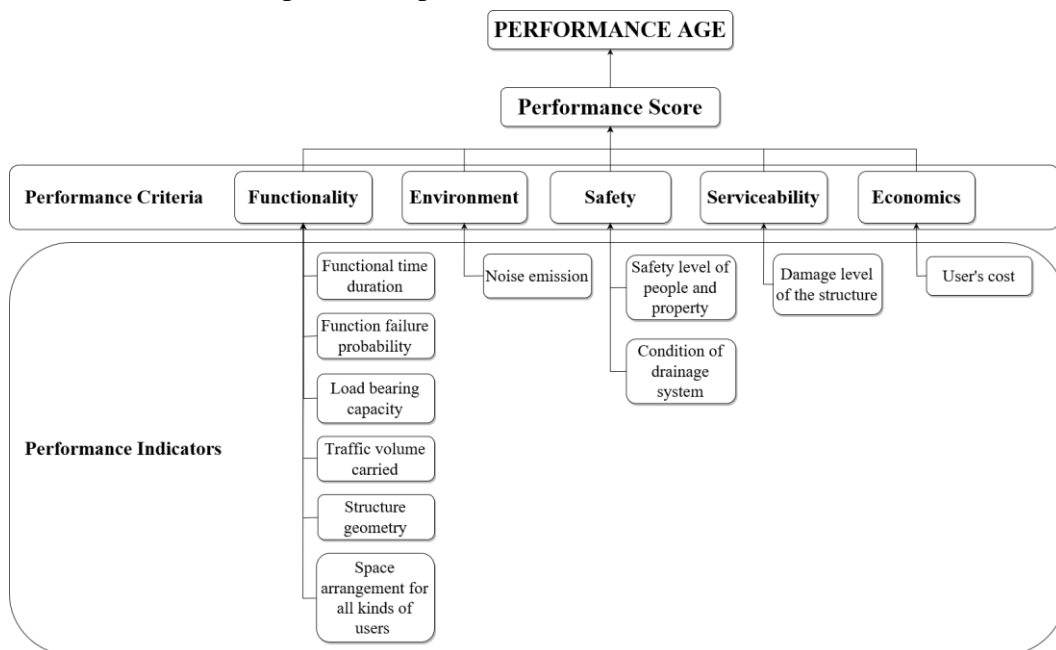 PERFORMANCE AGE
Performance Score
Performance Criteria
Functionality
Environment
Safety
Serviceability
Economics
Functional time
duration
Function failure
probability
Load bearing
capacity
Traffic volume
carried
Structure
geometry
Space
arrangement for
all kinds of
users
Noise emission
Safety level of
people and
property
Condition of
drainage
system
Damage level
of the structure
User's cost
Performance Indicators